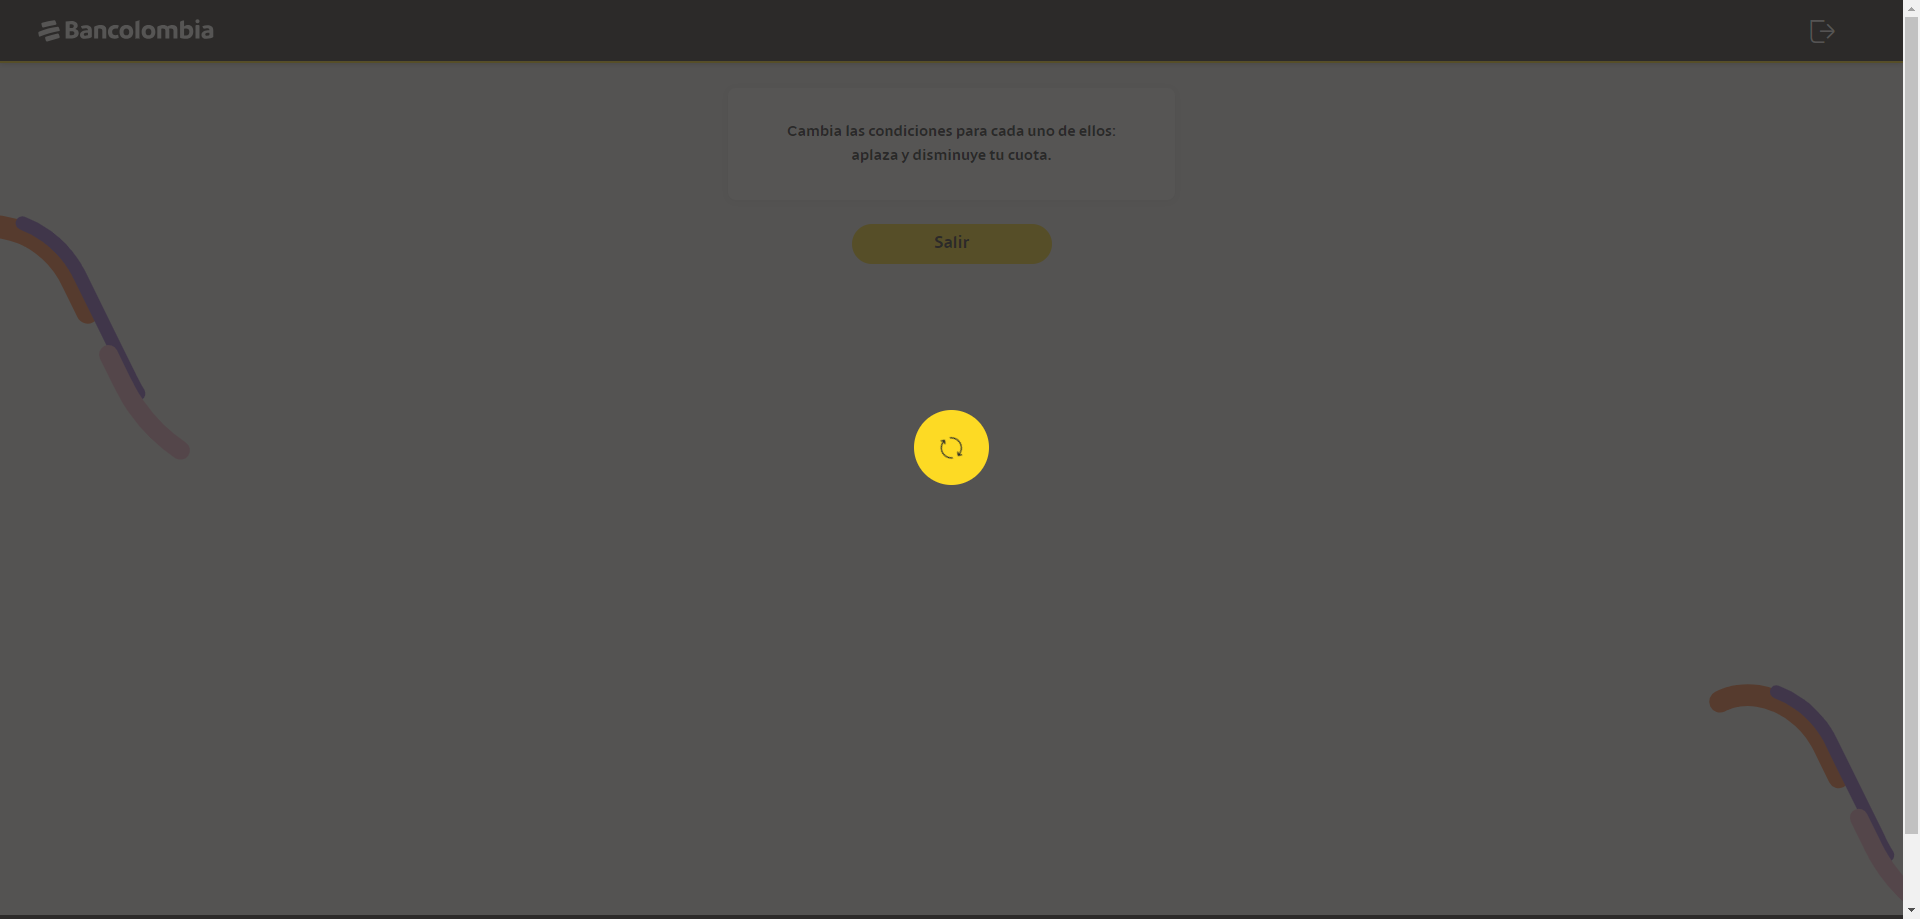 Bancolombia
Cambia las condiciones para cada uno de ellos:
aplaza y disminuye tu cuota.
Salir